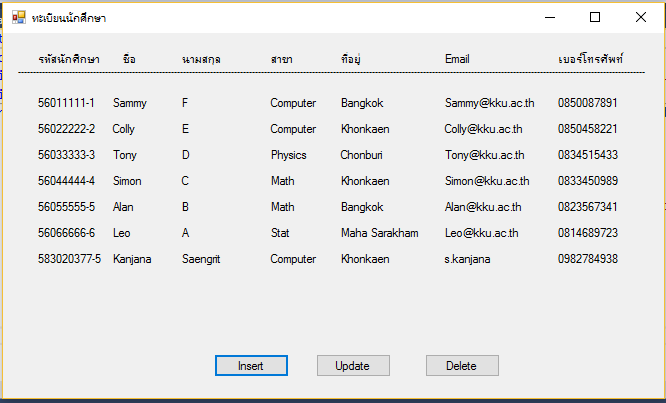 ทะเบียนนักศึกษา
รหัสนักศึกษา ชื่อ นามสกุล สาขา ที่อยู่ Email เบอร์โทรศัพท์
56011111-1 Sammy F Computer Bangkok Sammy@kku.ac.th 0850087891
56022222-2 Colly E Computer Khonkaen Colly@kku.ac.th 0850458221
56033333-3 Tony D Physics Chonburi Tony@kku.ac.th 0834515433
56044444-4 Simon C Math Khonkaen Simon@kku.ac.th 0833450989
56055555-5 Alan B Math Bangkok Alan@kku.ac.th 0823567341
56066666-6 Leo A Stat Maha Sarakham Leo@kku.ac.th 0814689723
583020377-5 Kanjana Saengrit Computer Khonkaen s.kanjana 0982784938
Insert Update Delete